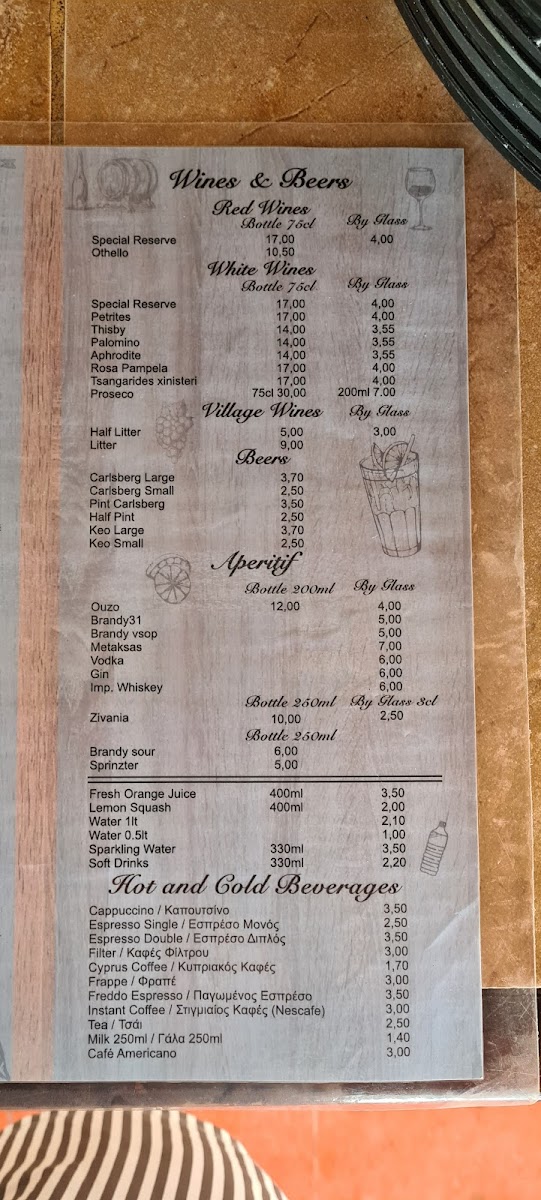 Wines & Beers
Red Wines
Bottle 75cl By Glass
Special Reserve 17,00 4,00
Othello 10,50
White Wines
Bottle 75cl By Glass
Special Reserve 17,00 4,00
Petrites 17,00 4,00
Thisby 14,00 3,55
Palomino 14,00 3,55
Aphrodite 14,00 3,55
Rosa Pampela 17,00 4,00
Tsangarides xinisteri 17,00 4,00
Proseco 75cl 30,00 200ml 7.00
Village Wines By Glass
Half Litter 5,00 3,00
Litter 9,00
Beers
Carlsberg Large 3,70
Carlsberg Small 2,50
Pint Carlsberg 3,50
Half Pint 2,50
Keo Large 3,70
Keo Small 2,50
Aperitif
Bottle 200ml By Glass
Ouzo 12,00 4,00
Brandy31 5,00
Brandy vsop 5,00
Metaksas 7,00
Vodka 6,00
Gin 6,00
Imp. Whiskey 6,00
Bottle 250ml By Glass 3cl
Zivania 10,00 2,50
Bottle 250ml
Brandy sour 6,00
Sprinzter 5,00
Fresh Orange Juice 400ml 3,50
Lemon Squash 400ml 2,00
Water 1lt 2,10
Water 0.5lt 1,00
Sparkling Water 330ml 3,50
Soft Drinks 330ml 2,20
Hot and Cold Beverages
Cappuccino / Καπουτσίνο 3,50
Espresso Single / Εσπρέσο Μονός 2,50
Espresso Double / Εσπρέσο Διπλός 3,50
Filter / Καφές Φίλτρου 3,00
Cyprus Coffee / Κυπριακός Καφές 1,70
Frappe / Φραπέ 3,00
Freddo Espresso / Παγωμένος Εσπρέσο 3,50
Instant Coffee / Στιγμιαίος Καφές (Nescafe) 3,00
Tea / Τσάι 2,50
Milk 250ml / Γάλα 250ml 1,40
Café Americano 3,00